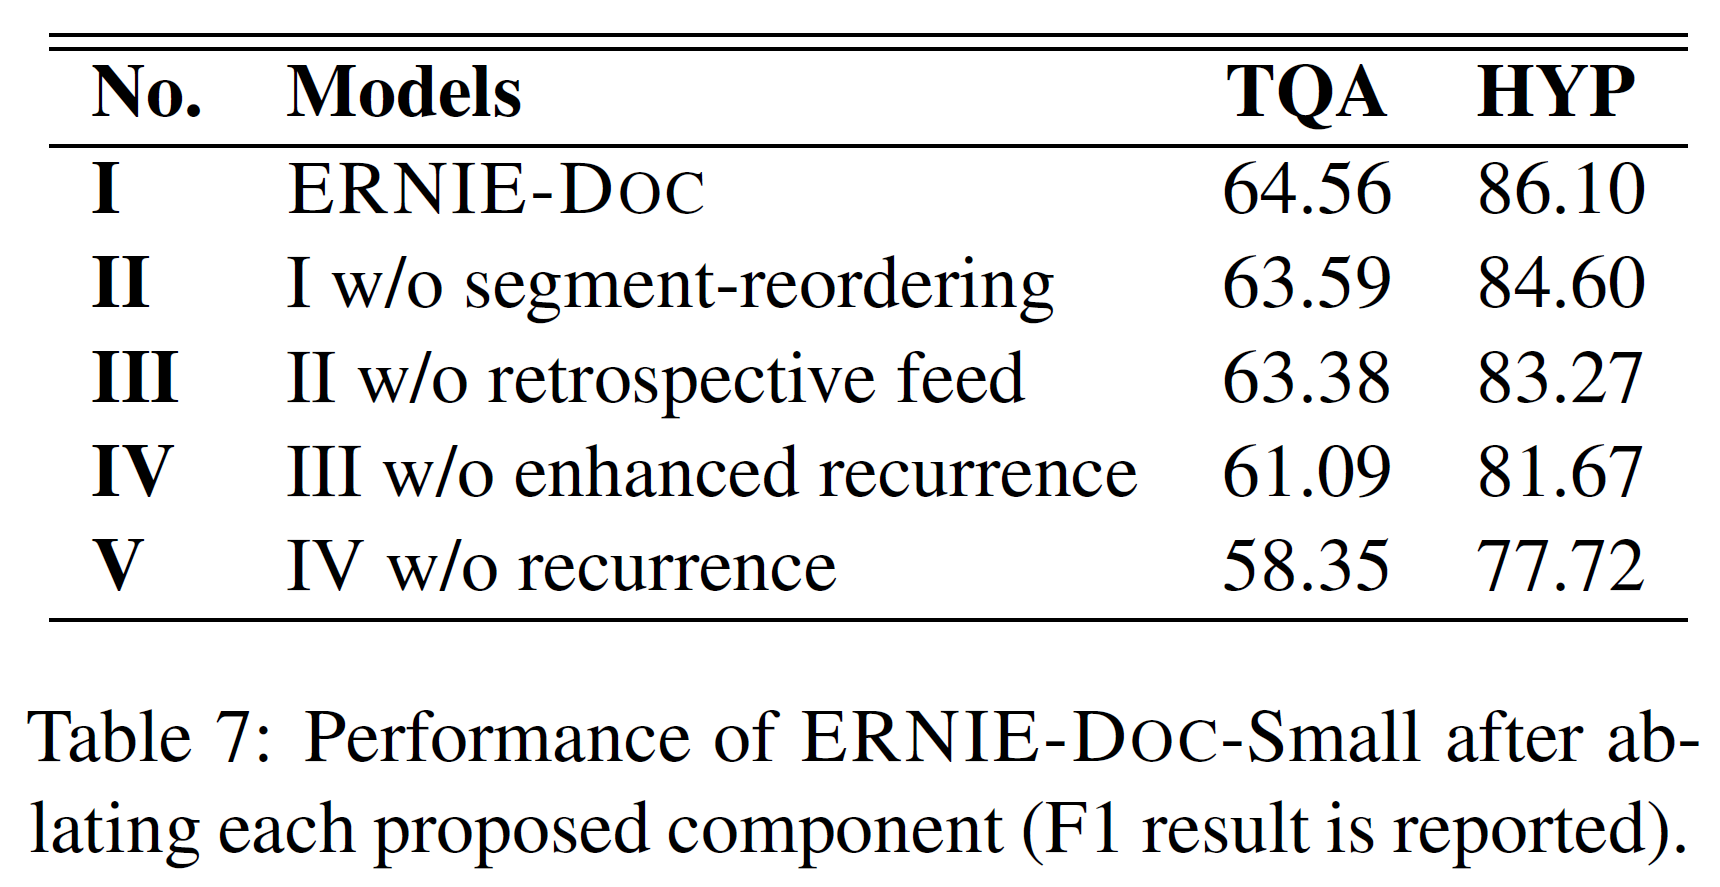 No. Models TQA HYP
I ERNIE-DOC 64.56 86.10
II I w/o segment-reordering 63.59 84.60
III II w/o retrospective feed 63.38 83.27
IV III w/o enhanced recurrence 61.09 81.67
V IV w/o recurrence 58.35 77.72
Table 7: Performance of ERNIE-DOC-Small after ab-
lating each proposed component (F1 result is reported).